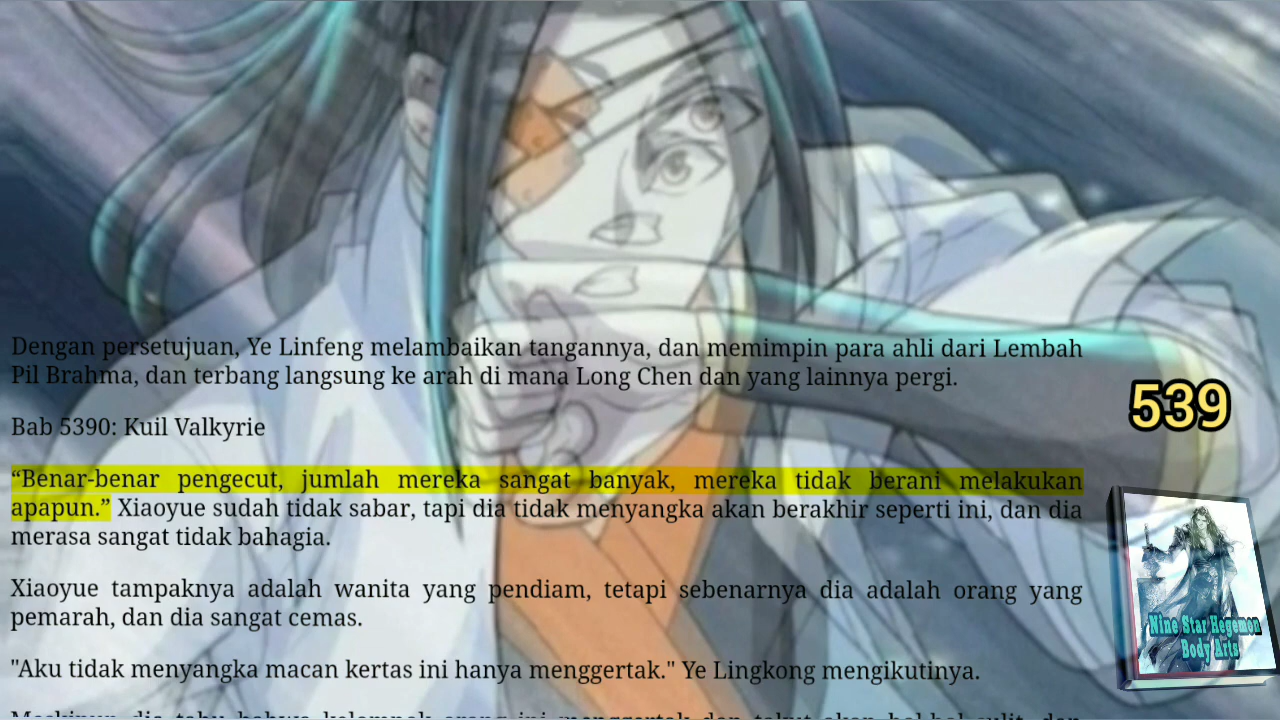 Dengan persetujuan, Ye Linfeng melambaikan tangannya, dan memimpin para ahli dari Lembah
Pil Brahma, dan terbang langsung ke arah di mana Long Chen dan yang lainnya pergi.
539
Bab 5390: Kuil Valkyrie
“Benar-benar pengecut, jumlah mereka sangat banyak, mereka tidak berani melakukan
apapun.” Xiaoyue sudah tidak sabar, tapi dia tidak menyangka akan berakhir seperti ini, dan dia
merasa sangat tidak bahagia.
Xiaoyue tampaknya adalah wanita yang pendiam, tetapi sebenarnya dia adalah orang yang
pemarah, dan dia sangat cemas.
Nine Star Hegemon
Body Arts
"Aku tidak menyangka macan kertas ini hanya menggertak." Ye Lingkong mengikutinya.